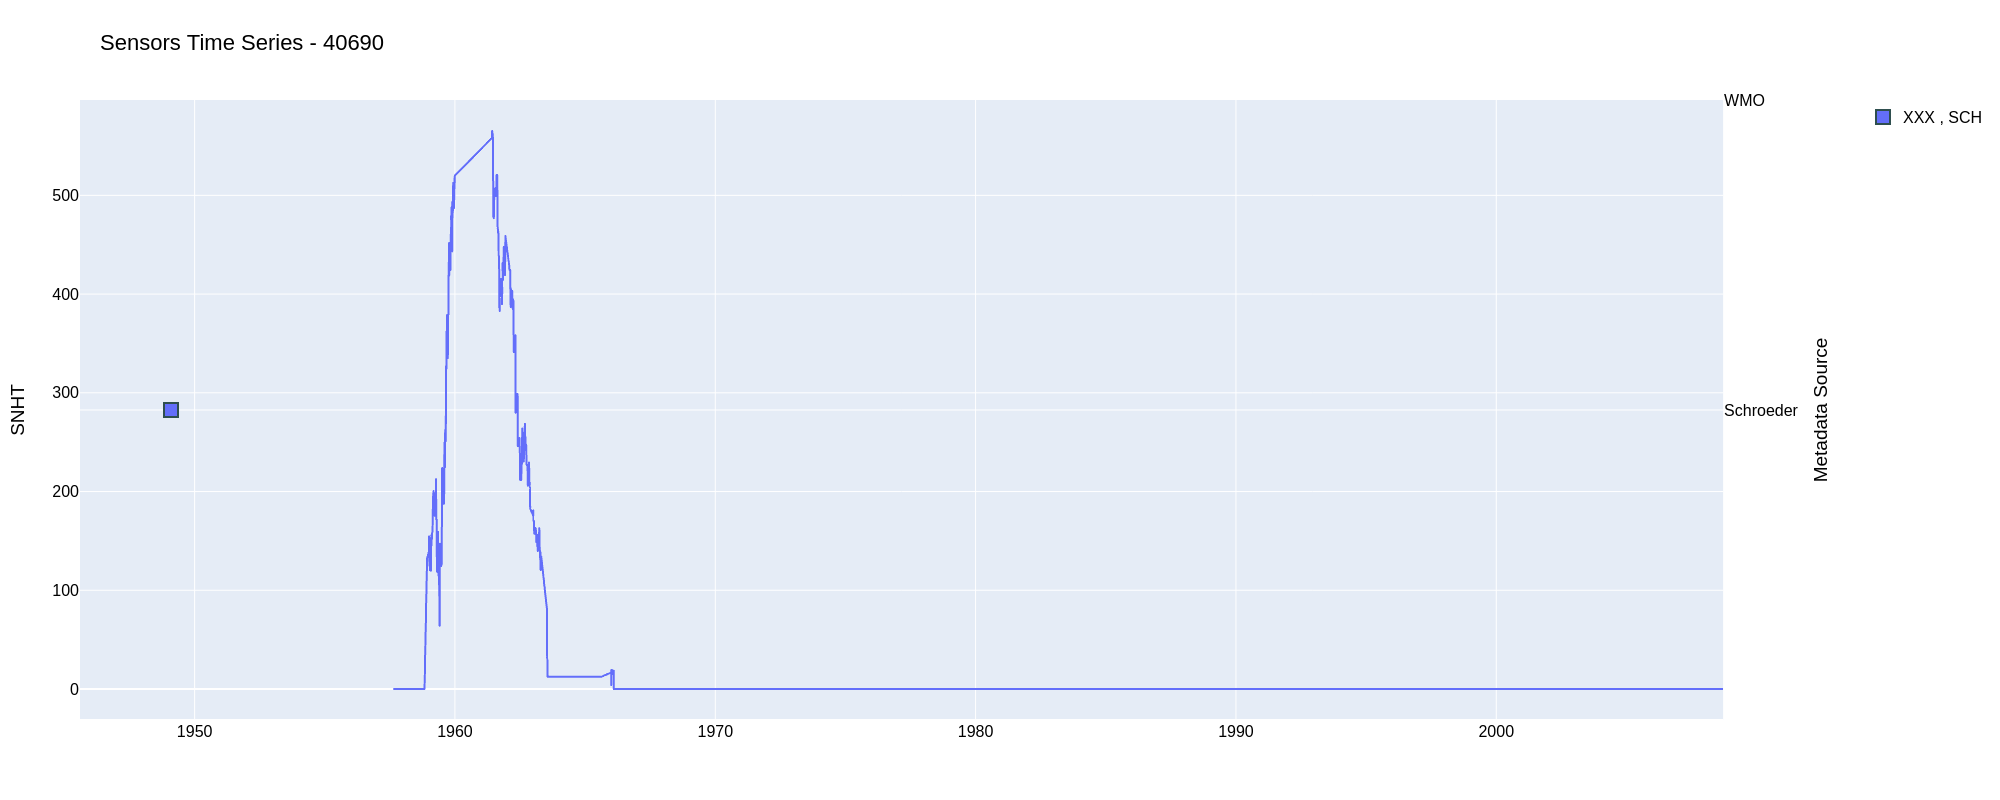 Sensors Time Series - 40690
WMO
XXX , SCH
500
400
300
200
100
0
SNHT
Schroeder
Metadata Source
1950
1960
1970
1980
1990
2000